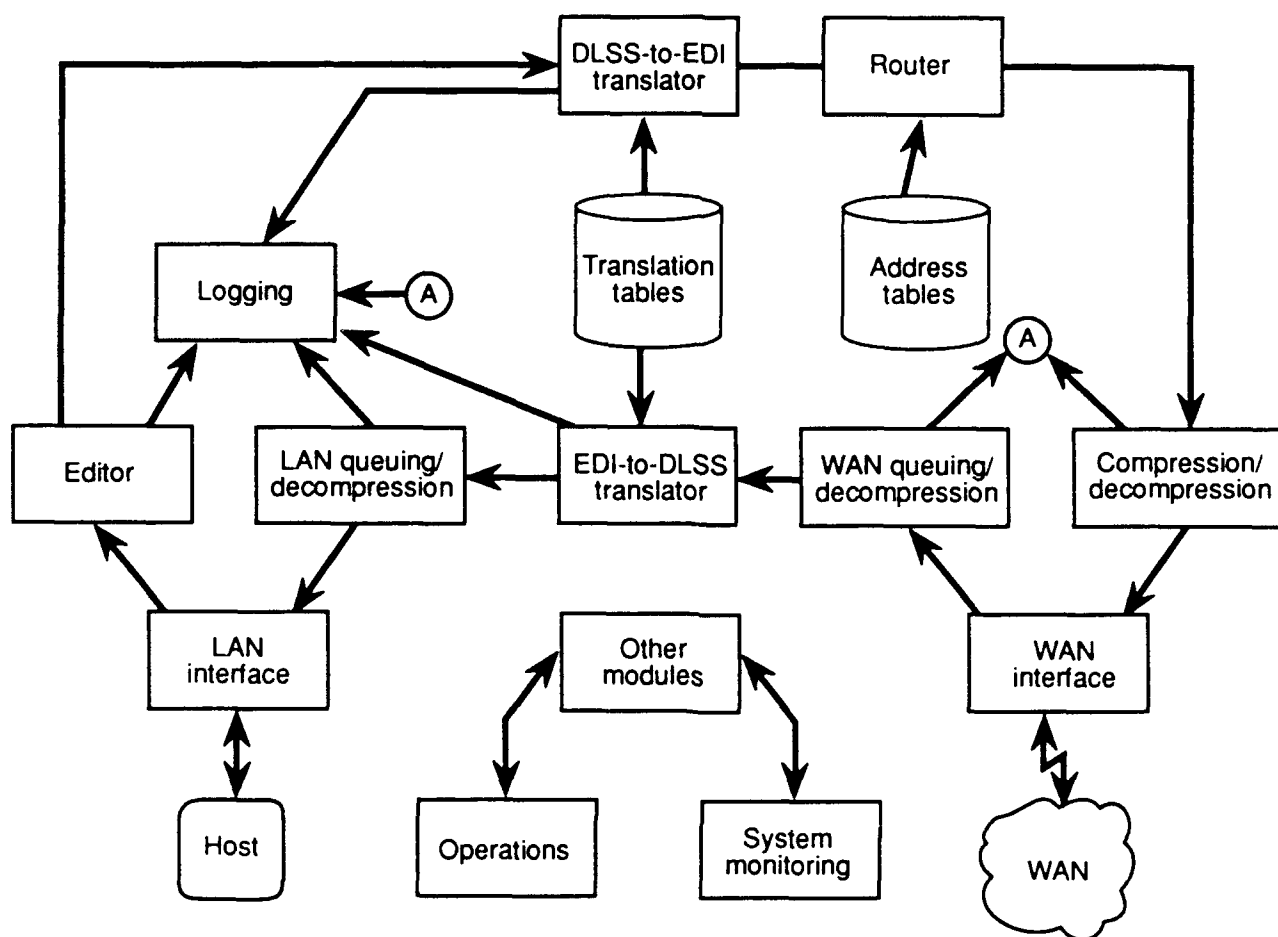 DLSS-to-EDI
translator
Router
Translation
tables
Address
tables
Logging
A
A
Editor
LAN queuing/
decompression
EDI-to-DLSS
translator
WAN queuing/
decompression
Compression/
decompression
LAN
interface
Other
modules
WAN
interface
Host
Operations
System
monitoring
WAN